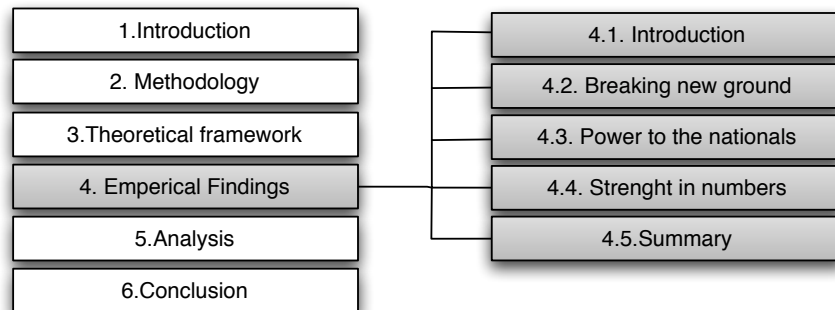 1.Introduction
2. Methodology
3.Theoretical framework
4. Emperical Findings
5.Analysis
6.Conclusion
4.1. Introduction
4.2. Breaking new ground
4.3. Power to the nationals
4.4. Strenght in numbers
4.5.Summary